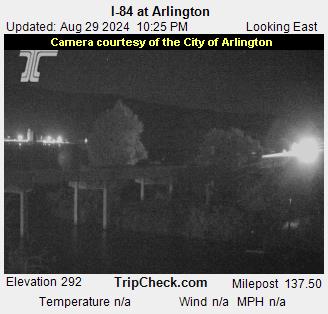 I-84 at Arlington
Updated: Aug 29 2024 10:25 PM Looking East
Camera courtesy of the City of Arlington
Elevation 292 TripCheck.com Milepost 137.50
Temperature n/a Wind n/a MPH n/a